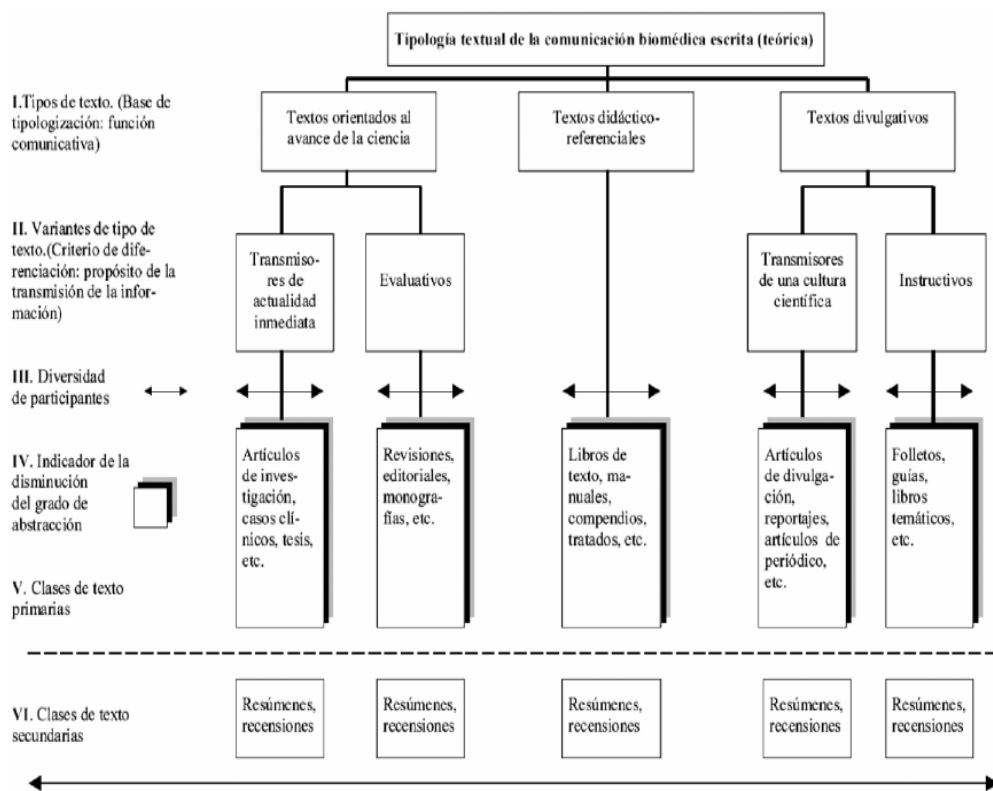 Tipología textual de la comunicación biomédica escrita (teórica)
I.Tipos de texto. (Base de
tipologización: función
comunicativa)
Textos orientados al
avance de la ciencia
Textos didáctico-
referenciales
Textos divulgativos
II. Variantes de tipo de
texto.(Criterio de dife-
renciación: propósito de la
transmisión de la infor-
mación)
Transmiso-
res de
actualidad
inmediata
Evaluativos
Transmisores
de una cultura
científica
Instructivos
III. Diversidad
de participantes
IV. Indicador de la
disminución
del grado de
abstracción
Artículos
de inves-
tigación,
casos clí-
nicos, tesis,
etc.
Revisiones,
editoriales,
monogra-
fías, etc.
Libros de
texto, ma-
nuales,
compendios,
tratados, etc.
Artículos
de divulga-
ción,
reportajes,
artículos de
periódico,
etc.
Folletos,
guías,
libros
temáticos,
etc.
V. Clases de texto
primarias
VI. Clases de texto
secundarias
Resúmenes,
recensiones
Resúmenes,
recensiones
Resúmenes,
recensiones
Resúmenes,
recensiones
Resúmenes,
recensiones